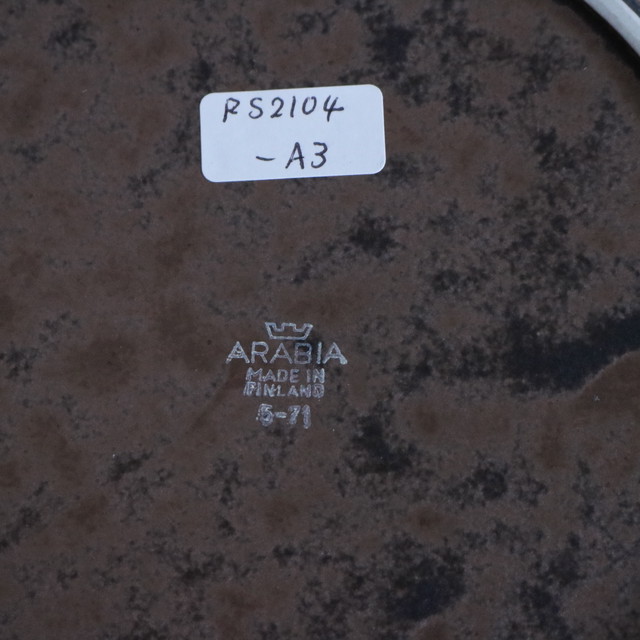 RS2104
-A3
ARABIA
MADE IN
FINLAND
5-71